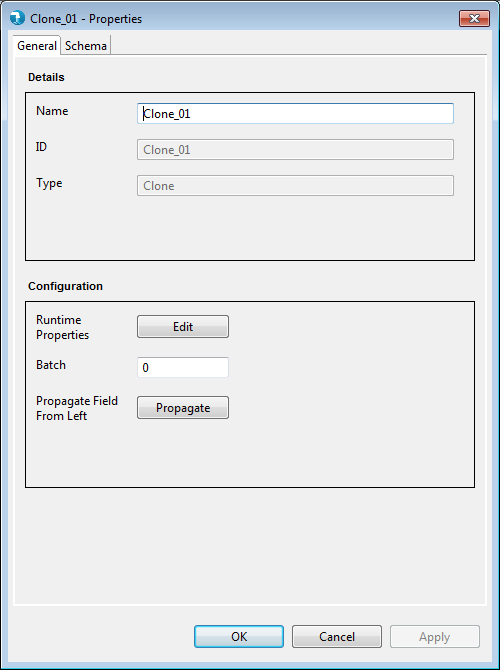 Clone_01 - Properties
General Schema
Details
Name Clone_01
ID Clone_01
Type Clone
Configuration
Runtime
Properties Edit
Batch 0
Propagate Field
From Left Propagate
OK Cancel Apply